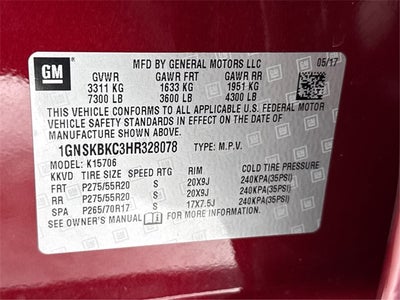 GM
MFD BY GENERAL MOTORS LLC 05/17
GVWR GAWR FRT GAWR RR
3311 KG 1633 KG 1951 KG
7300 LB 3600 LB 4300 LB
THIS VEHICLE CONFORMS TO ALL APPLICABLE U.S. FEDERAL MOTOR
VEHICLE SAFETY STANDARDS IN EFFECT ON THE DATE OF
MANUFACTURE SHOWN ABOVE.
1GNSKBKC3HR328078 TYPE: M.P.V.
MODEL: K15706
KKVD TIRE SIZE SPEED RTG RIM COLD TIRE PRESSURE
FRT P275/55R20 S 20X9J 240KPA(35PSI)
RR P275/55R20 S 20X9J 240KPA(35PSI)
SPA P265/70R17 S 17X7.5J 240KPA(35PSI)
SEE OWNER'S MANUAL FOR MORE INFORMATION.